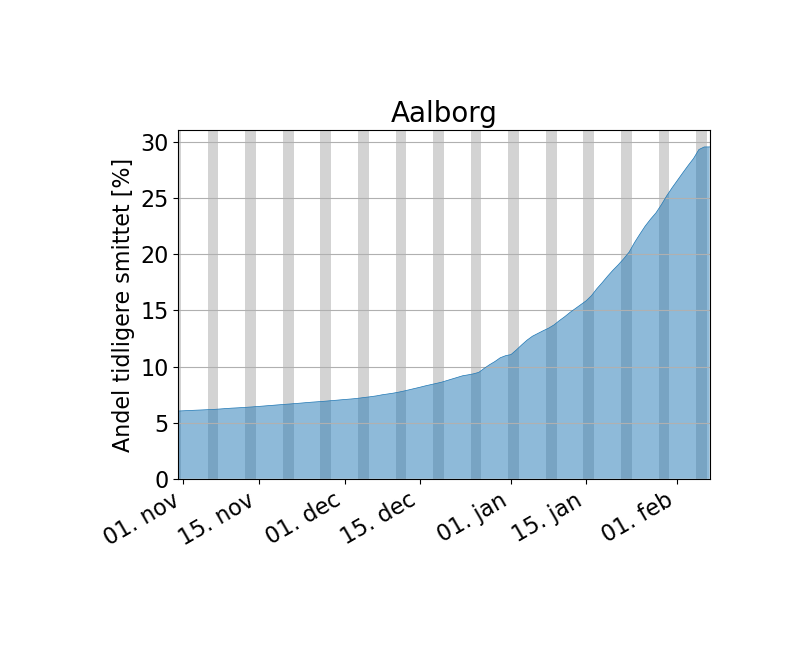 Aalborg
Andel tidligere smittet [%]
30
25
20
15
10
5
0
01. nov
15. nov
01. dec
15. dec
01. jan
15. jan
01. feb